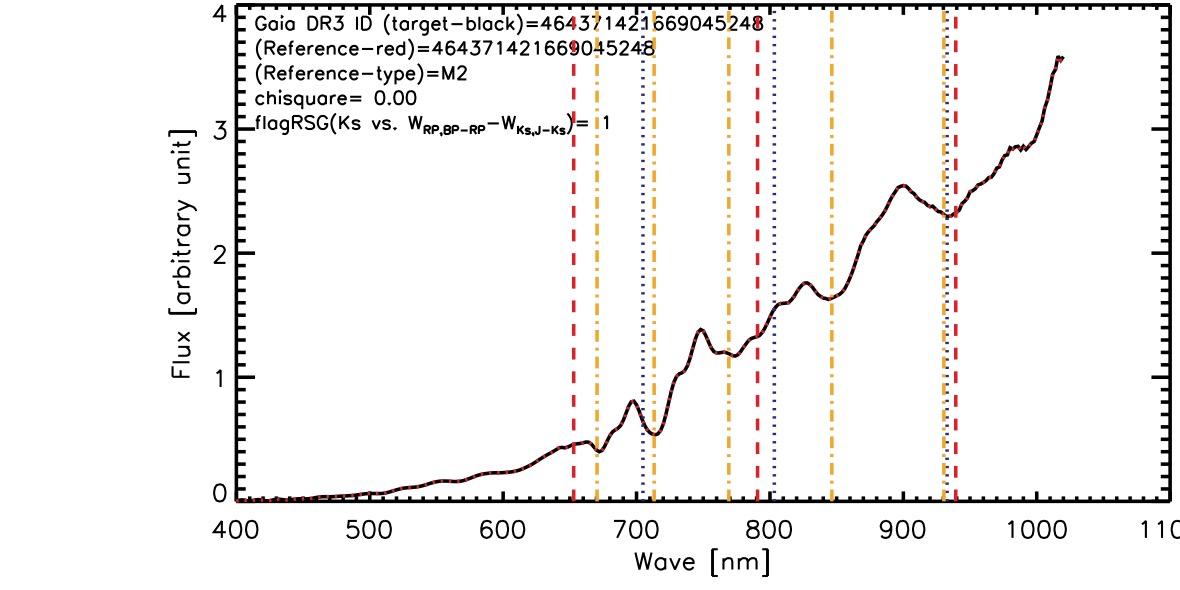 4
Gaia DR3 ID (target-black)=464371421669045248
(Reference-red)=464371421669045248
(Reference-type)=M2
chisquare= 0.00
flagRSG(Ks vs. W_RP,BP-RP-W_Ks,J-Ks)= 1
3
2
1
0
Flux [arbitrary unit]
400 500 600 700 800 900 1000 110
Wave [nm]